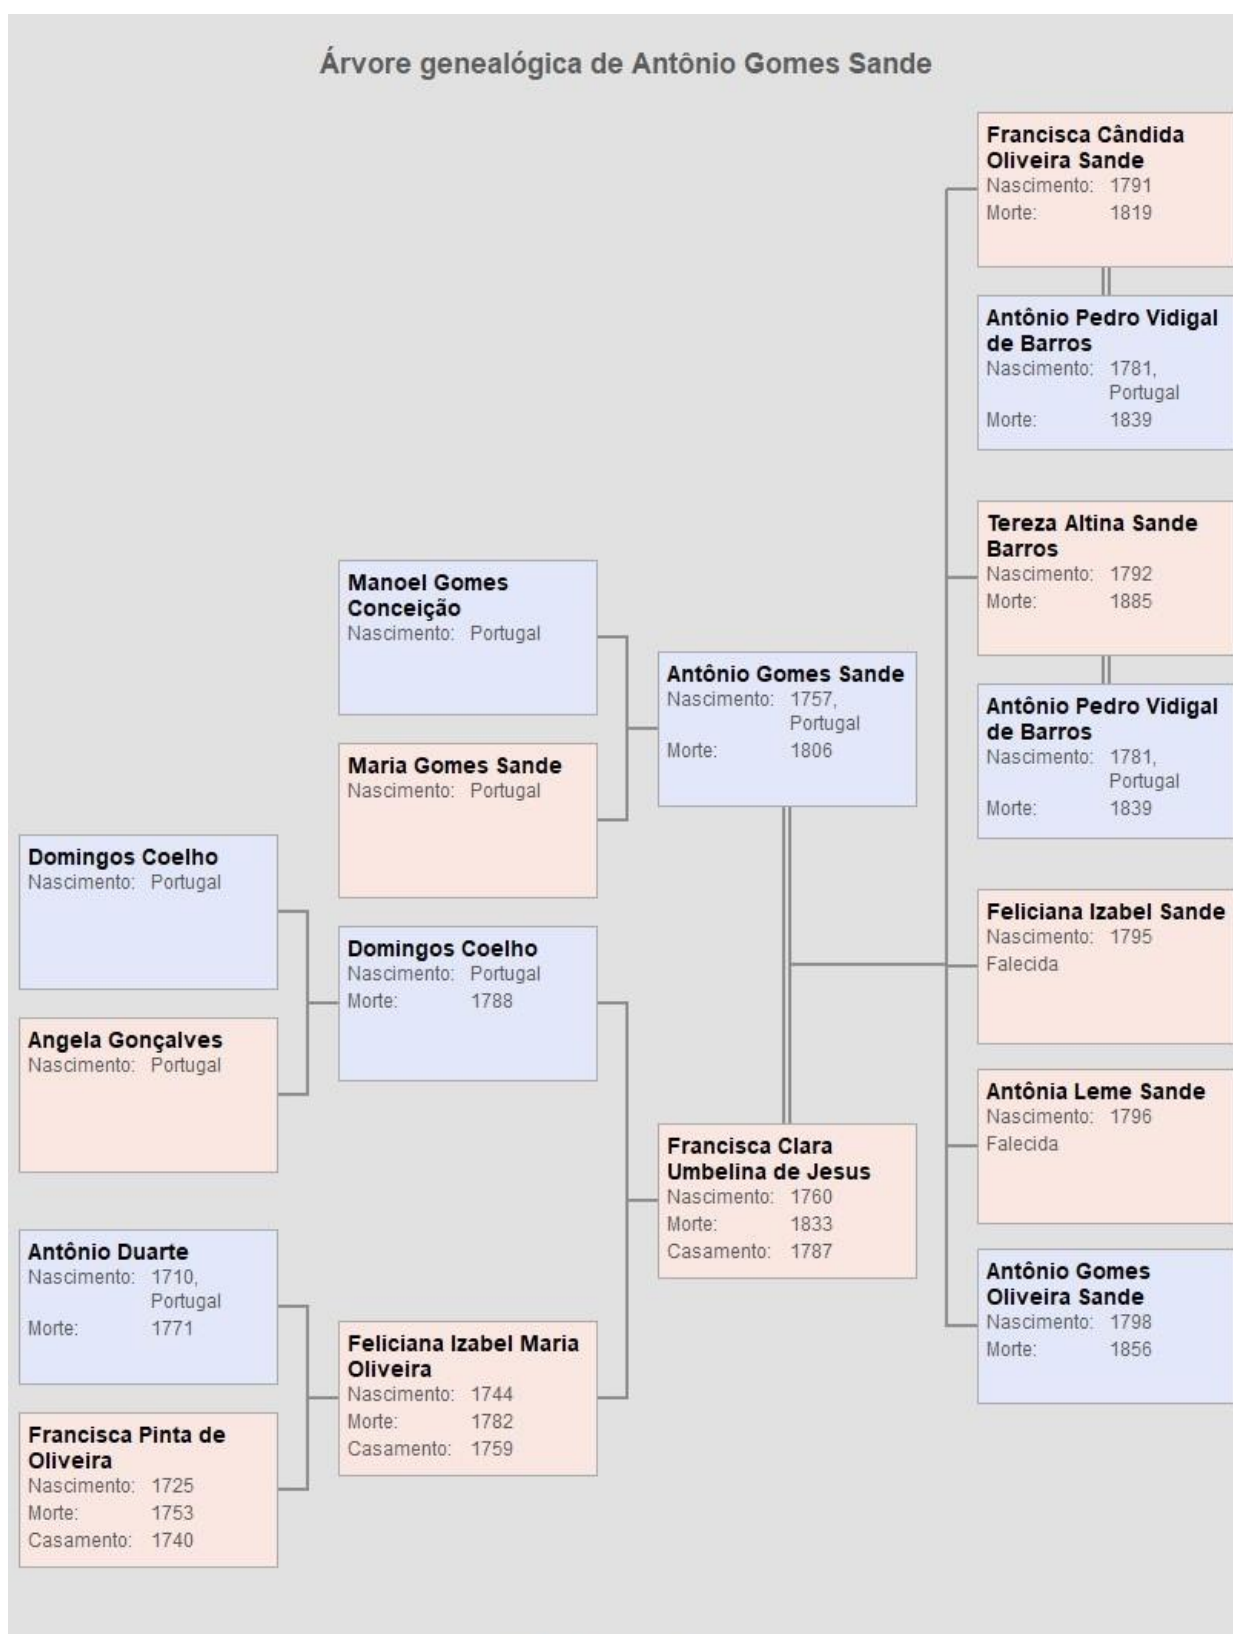 Árvore genealógica de Antônio Gomes Sande
Domingos Coelho
Nascimento: Portugal
Angela Gonçalves
Nascimento: Portugal
Antônio Duarte
Nascimento: 1710,
Portugal
Morte: 1771
Francisca Pinta de
Oliveira
Nascimento: 1725
Morte: 1753
Casamento: 1740
Manoel Gomes
Conceição
Nascimento: Portugal
Maria Gomes Sande
Nascimento: Portugal
Domingos Coelho
Nascimento: Portugal
Morte: 1788
Feliciana Izabel Maria
Oliveira
Nascimento: 1744
Morte: 1782
Casamento: 1759
Antônio Gomes Sande
Nascimento: 1757,
Portugal
Morte: 1806
Francisca Clara
Umbelina de Jesus
Nascimento: 1760
Morte: 1833
Casamento: 1787
Francisca Cândida
Oliveira Sande
Nascimento: 1791
Morte: 1819
Antônio Pedro Vidigal
de Barros
Nascimento: 1781,
Portugal
Morte: 1839
Tereza Altina Sande
Barros
Nascimento: 1792
Morte: 1885
Antônio Pedro Vidigal
de Barros
Nascimento: 1781,
Portugal
Morte: 1839
Feliciana Izabel Sande
Nascimento: 1795
Falecida
Antônia Leme Sande
Nascimento: 1796
Falecida
Antônio Gomes
Oliveira Sande
Nascimento: 1798
Morte: 1856